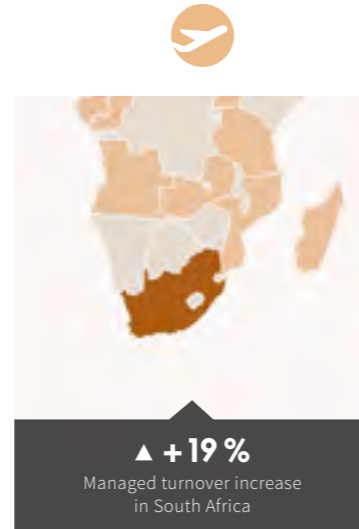 ▲ + 19 %
Managed turnover increase
in South Africa